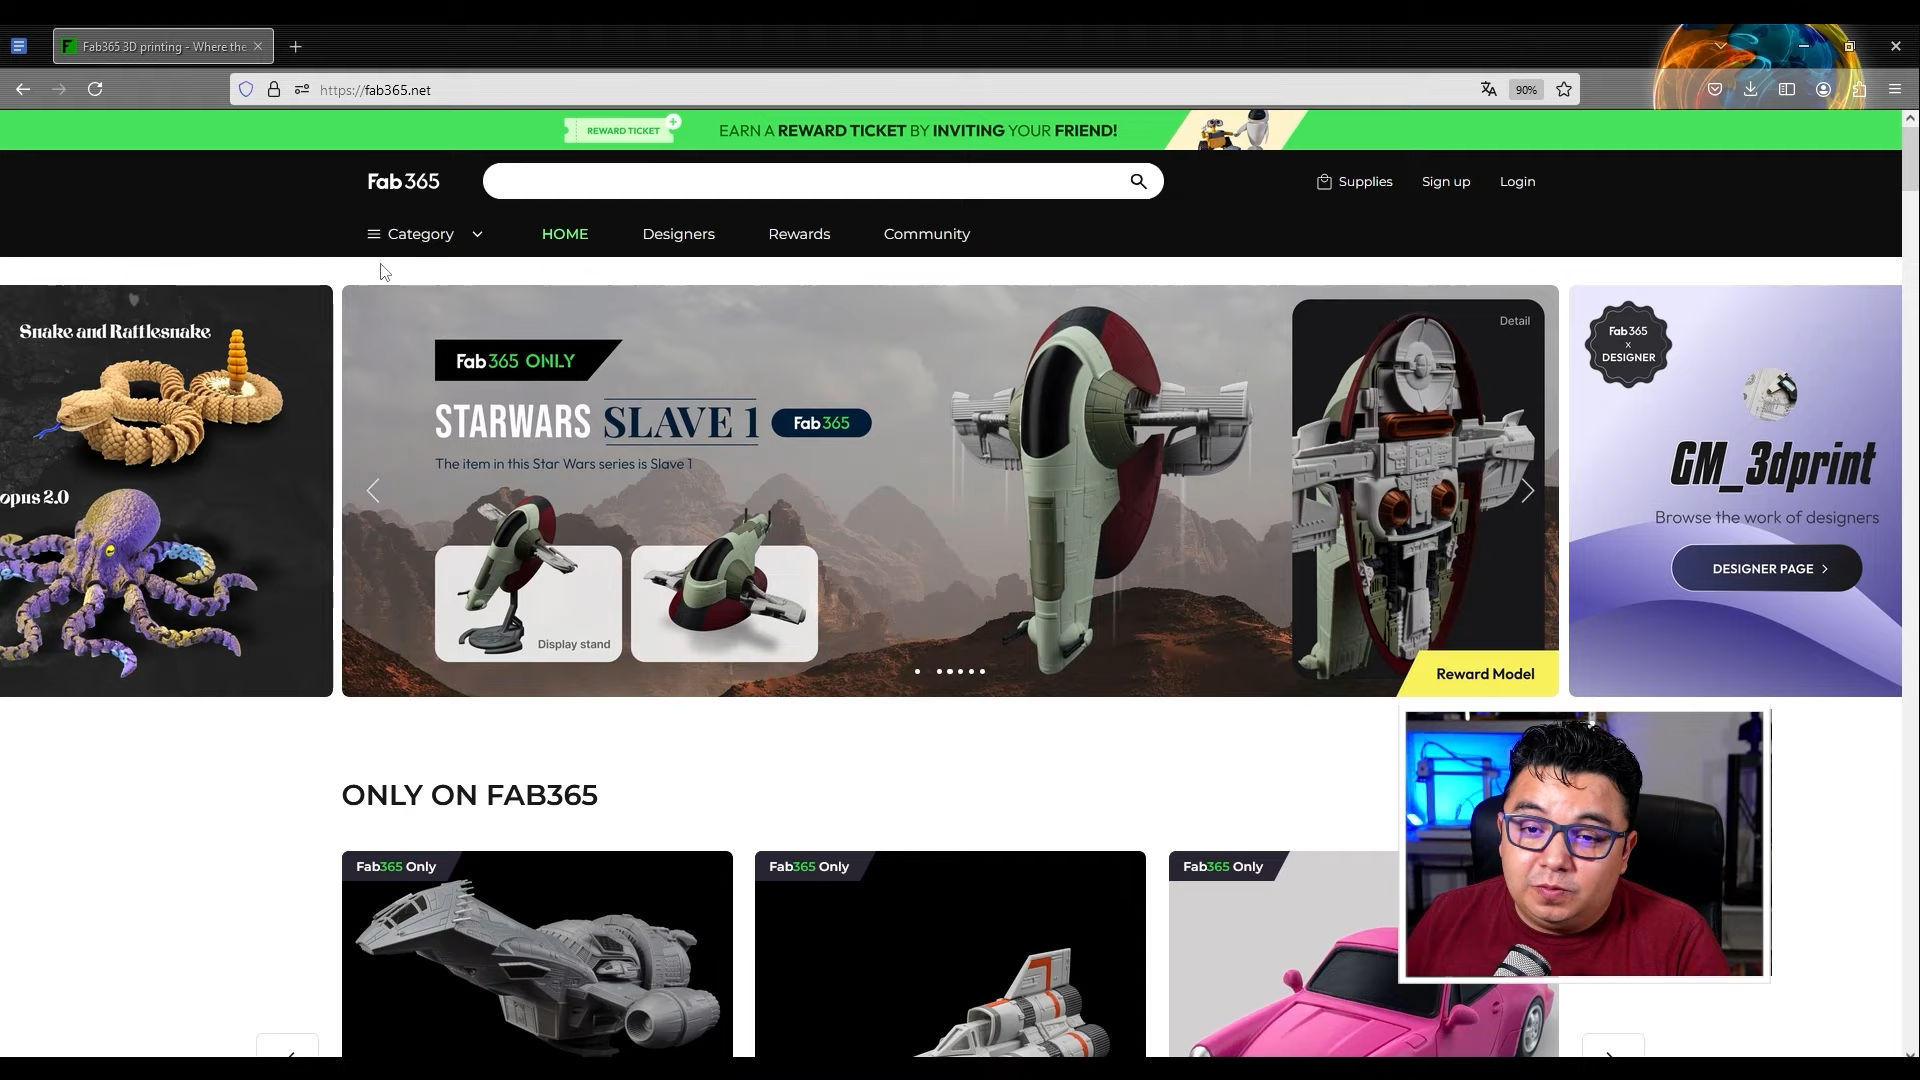 Fab365 3D printing - Where the
https://fab365.net
90%
REWARD TICKET
EARN A REWARD TICKET BY INVITING YOUR FRIEND!
Fab365
Supplies
Sign up
Login
Category
HOME
Designers
Rewards
Community
Snake and Rattlesnake
opus 2.0
Fab365 ONLY
STARWARS SLAVE 1 Fab365
The item in this Star Wars series is Slave 1
Display stand
Detail
Reward Model
Fab365
x
DESIGNER
GM_3dprint
Browse the work of designers
DESIGNER PAGE
ONLY ON FAB365
Fab365 Only
Fab365 Only
Fab365 Only